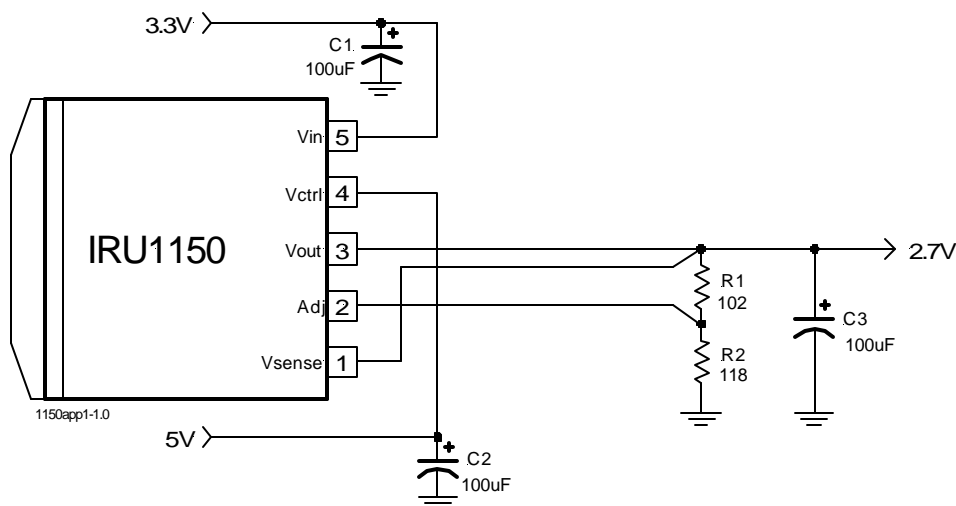 3.3V
C1
100uF
+
Vin 5
Vctrl 4
IRU1150
Vout 3
2.7V
R1
102
Adj 2
+
C3
100uF
Vsense 1
R2
118
1150app1-1.0
5V
+
C2
100uF